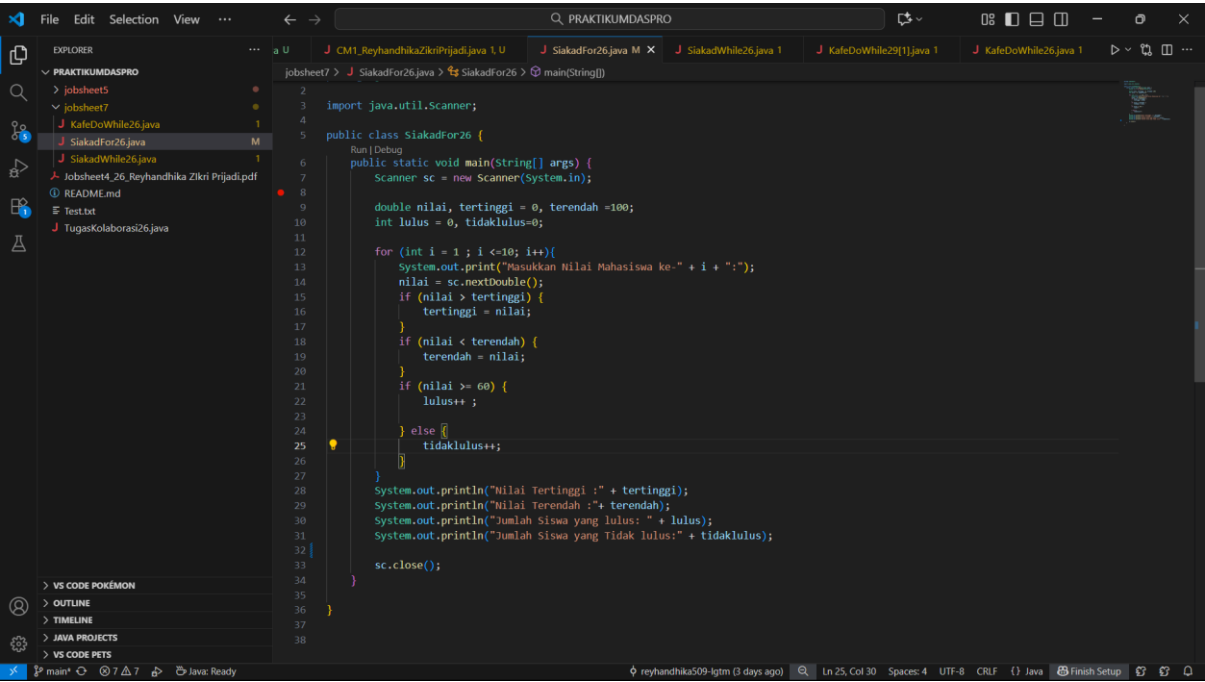 File Edit Selection View ··· ← → PRAKTIKUMDASPRO
EXPLORER ···
PRAKTIKUMDASPRO
jobsheet5
jobsheet7
KafeDoWhile26.java 1
SiakadFor26.java M
SiakadWhile26.java 1
Jobsheet4_26_Reyhandhika ZIkri Prijadi.pdf
README.md
Test.txt
TugasKolaborasi26.java
VS CODE POKÉMON
OUTLINE
TIMELINE
JAVA PROJECTS
VS CODE PETS
a U CM1_ReyhandhikaZikriPrijadi.java 1, U SiakadFor26.java M SiakadWhile26.java 1 KafeDoWhile29[1].java 1 KafeDoWhile26.java 1
jobsheet7 > SiakadFor26.java > SiakadFor26 > main(String[])
2
3 import java.util.Scanner;
4
5 public class SiakadFor26 {
Run | Debug
6 public static void main(String[] args) {
7 Scanner sc = new Scanner(System.in);
8
9 double nilai, tertinggi = 0, terendah =100;
10 int lulus = 0, tidaklulus=0;
11
12 for (int i = 1 ; i <=10; i++){
13 System.out.print("Masukkan Nilai Mahasiswa ke-" + i + ":");
14 nilai = sc.nextDouble();
15 if (nilai > tertinggi) {
16 tertinggi = nilai;
17 }
18 if (nilai < terendah) {
19 terendah = nilai;
20 }
21 if (nilai >= 60) {
22 lulus++ ;
23
24 } else {
25 tidaklulus++;
26 }
27 }
28 System.out.println("Nilai Tertinggi :" + tertinggi);
29 System.out.println("Nilai Terendah :"+ terendah);
30 System.out.println("Jumlah Siswa yang lulus: " + lulus);
31 System.out.println("Jumlah Siswa yang Tidak lulus:" + tidaklulus);
32
33 sc.close();
34 }
35
36 }
37
38
main* 7 7 Java: Ready reyhandhika509-lgtm (3 days ago) Ln 25, Col 30 Spaces: 4 UTF-8 CRLF {} Java Finish Setup